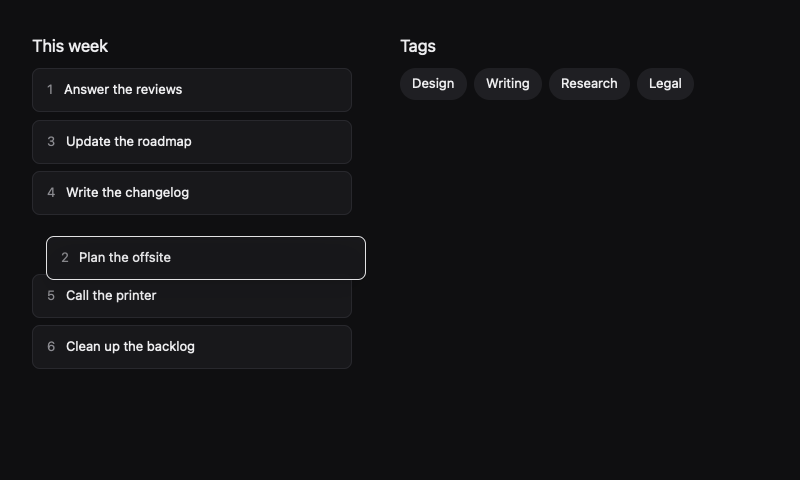 This week
1 Answer the reviews
3 Update the roadmap
4 Write the changelog
2 Plan the offsite
5 Call the printer
6 Clean up the backlog
Tags
Design Writing Research Legal